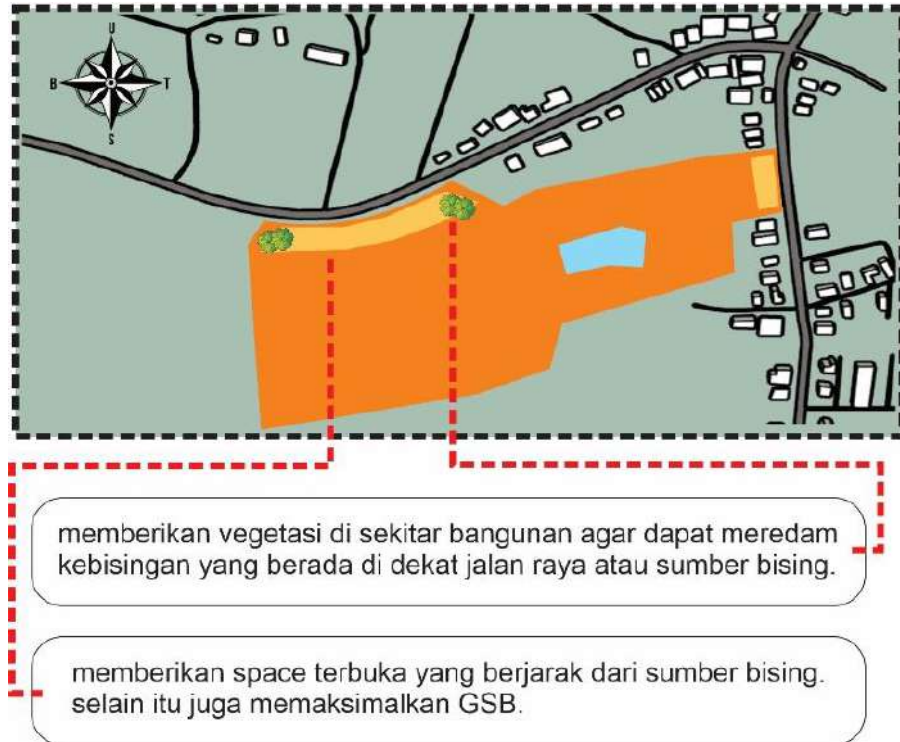 U
B T
S
memberikan vegetasi di sekitar bangunan agar dapat meredam
kebisingan yang berada di dekat jalan raya atau sumber bising.
memberikan space terbuka yang berjarak dari sumber bising.
selain itu juga memaksimalkan GSB.